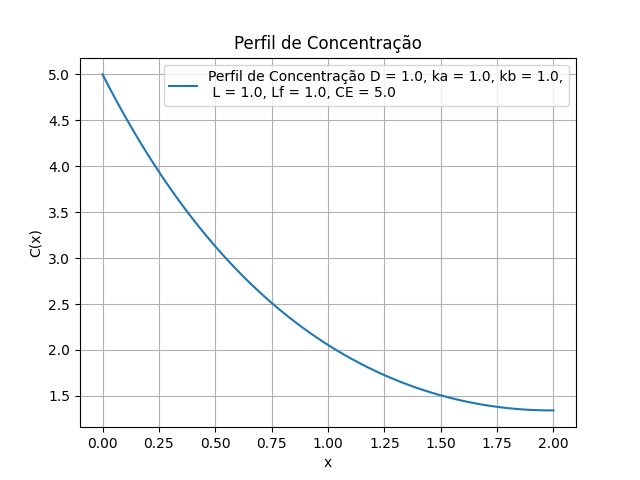 Perfil de Concentração
Perfil de Concentração D = 1.0, ka = 1.0, kb = 1.0,
L = 1.0, Lf = 1.0, CE = 5.0
5.0
4.5
4.0
3.5
3.0
2.5
2.0
1.5
C(x)
0.00 0.25 0.50 0.75 1.00 1.25 1.50 1.75 2.00
x